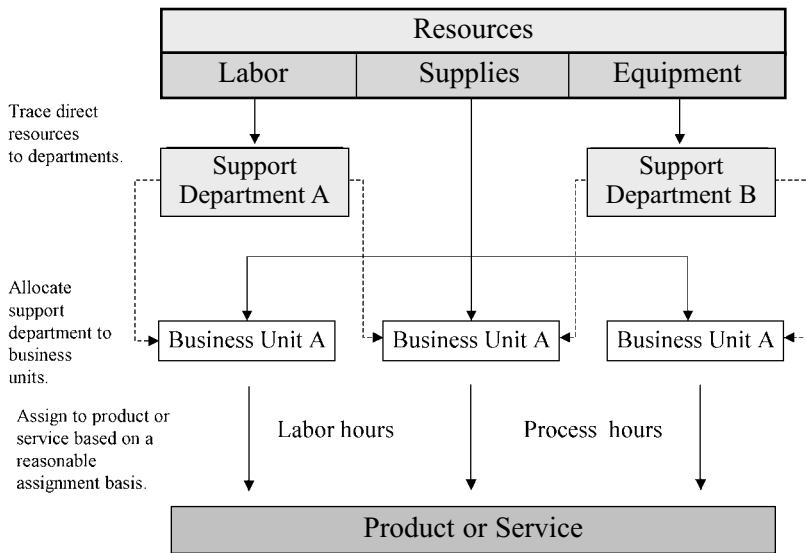 Resources
Labor
Supplies
Equipment
Trace direct
resources
to departments.
Support
Department A
Support
Department B
Allocate
support
department to
business
units.
Business Unit A
Business Unit A
Business Unit A
Assign to product or
service based on a
reasonable
assignment basis.
Labor hours
Process hours
Product or Service